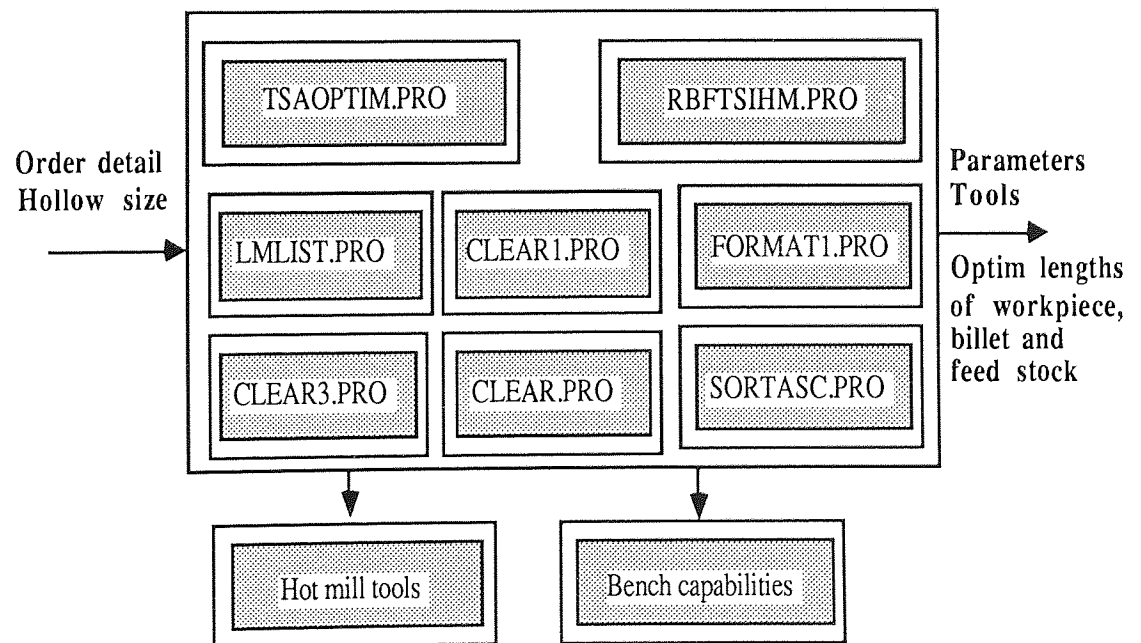 TSAOPTIM.PRO
RBFTSIHM.PRO
Order detail
Hollow size
Parameters
Tools
LMLIST.PRO
CLEAR1.PRO
FORMAT1.PRO
Optim lengths
of workpiece,
billet and
feed stock
CLEAR3.PRO
CLEAR.PRO
SORTASC.PRO
Hot mill tools
Bench capabilities